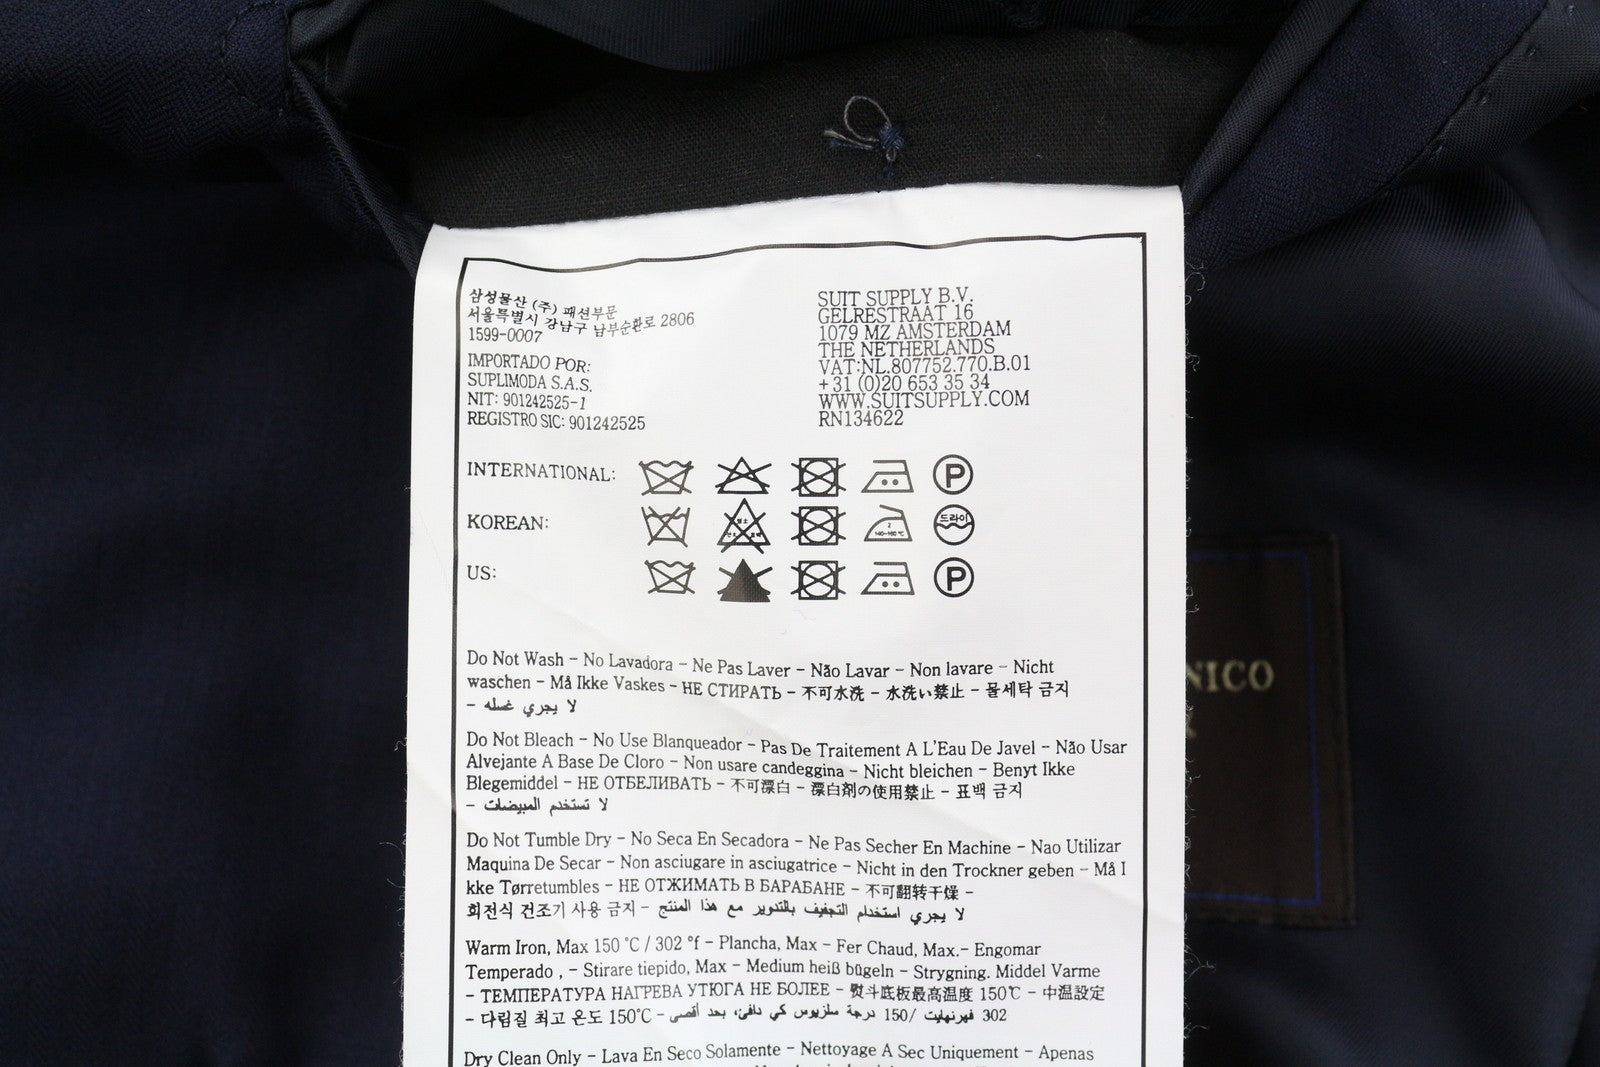 삼성물산 (주) 패션부문
서울특별시 강남구 남부순환로 2806
1599-0007
IMPORTADO POR:
SUPLIMODA S.A.S.
NIT: 901242525-1
REGISTRO SIC: 901242525
SUIT SUPPLY B.V.
GELRESTRAAT 16
1079 MZ AMSTERDAM
THE NETHERLANDS
VAT:NL.807752.770.B.01
+31 (0)20 653 35 34
WWW.SUITSUPPLY.COM
RN134622
INTERNATIONAL:
P
KOREAN:
2
140~160 ℃
드라이
US:
P
Do Not Wash - No Lavadora - Ne Pas Laver - Não Lavar - Non lavare - Nicht
waschen - Må Ikke Vaskes - НЕ СТИРАТЬ - 不可水洗 - 水洗い禁止 - 물세탁 금지
- لا يجري غسله
Do Not Bleach - No Use Blanqueador - Pas De Traitement A L'Eau De Javel - Não Usar
Alvejante A Base De Cloro - Non usare candeggina - Nicht bleichen - Benyt Ikke
Blegemiddel - НЕ ОТБЕЛИВАТЬ - 不可漂白 - 漂白剤の使用禁止 - 표백 금지
- لا تستخدم المبيضات
Do Not Tumble Dry - No Seca En Secadora - Ne Pas Secher En Machine - Nao Utilizar
Maquina De Secar - Non asciugare in asciugatrice - Nicht in den Trockner geben - Må I
kke Tørretumbles - НЕ ОТЖИМАТЬ В БАРАБАНЕ - 不可翻转干燥 -
회전식 건조기 사용 금지 - لا يجري استخدام التجفيف بالتدوير مع هذا المنتج
Warm Iron, Max 150 °C / 302 °f - Plancha, Max - Fer Chaud, Max.- Engomar
Temperado , - Stirare tiepido, Max - Medium heiß bügeln - Strygning. Middel Varme
- ТЕМПЕРАТУРА НАГРЕВА УТЮГА НЕ БОЛЕЕ - 熨斗底板最高温度 150℃ - 中温設定
- 다림질 최고 온도 150℃ - 302 فهرنهايت /150 درجة سلزيوس كي دافئ، بحد أقصى
Dry Clean Only - Lava En Seco Solamente - Nettoyage A Sec Uniquement - Apenas
NICO